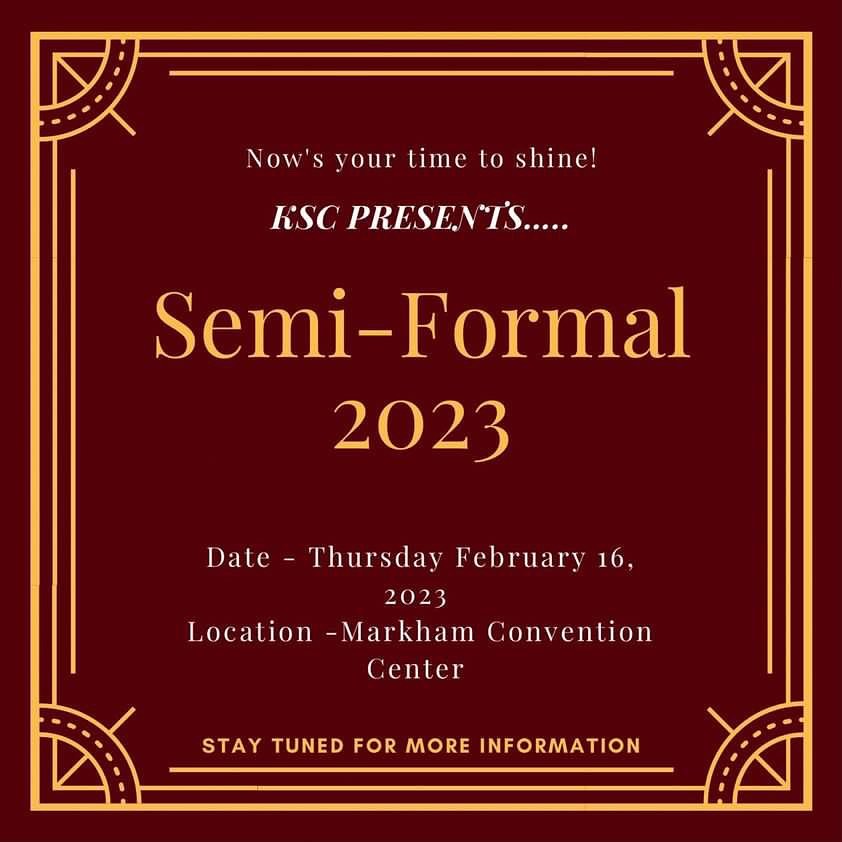 Now's your time to shine!
KSC PRESENTS.....
Semi-Formal
2023
Date - Thursday February 16,
2023
Location -Markham Convention
Center
STAY TUNED FOR MORE INFORMATION